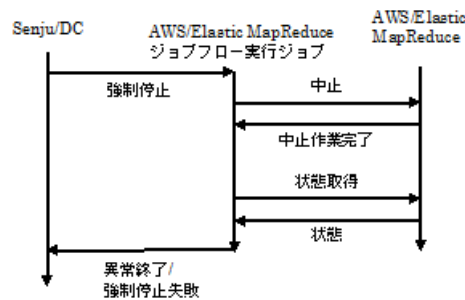 Senju/DC
AWS/Elastic MapReduce
ジョブフロー実行ジョブ
AWS/Elastic
MapReduce
強制停止
中止
中止作業完了
状態取得
状態
異常終了/
強制停止失敗